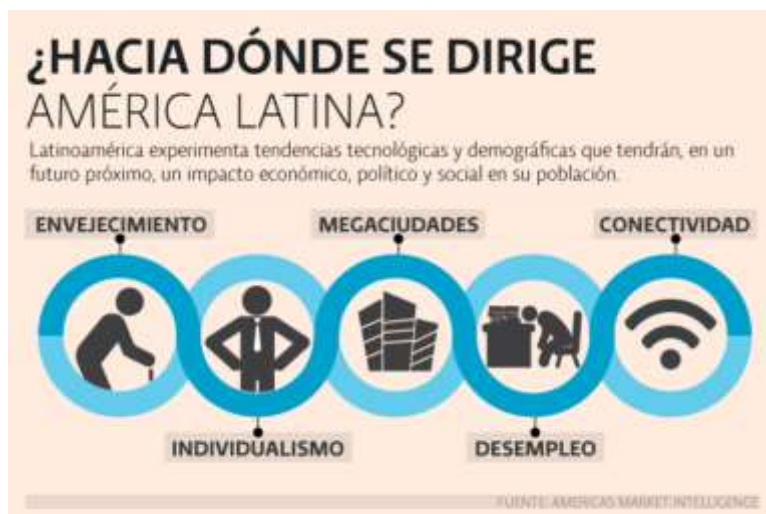 ¿HACIA DÓNDE SE DIRIGE
AMÉRICA LATINA?
Latinoamérica experimenta tendencias tecnológicas y demográficas que tendrán, en un
futuro próximo, un impacto económico, político y social en su población.
ENVEJECIMIENTO
MEGACIUDADES
CONECTIVIDAD
INDIVIDUALISMO
DESEMPLEO
FUENTE: AMERICAS MARKET INTELLIGENCE